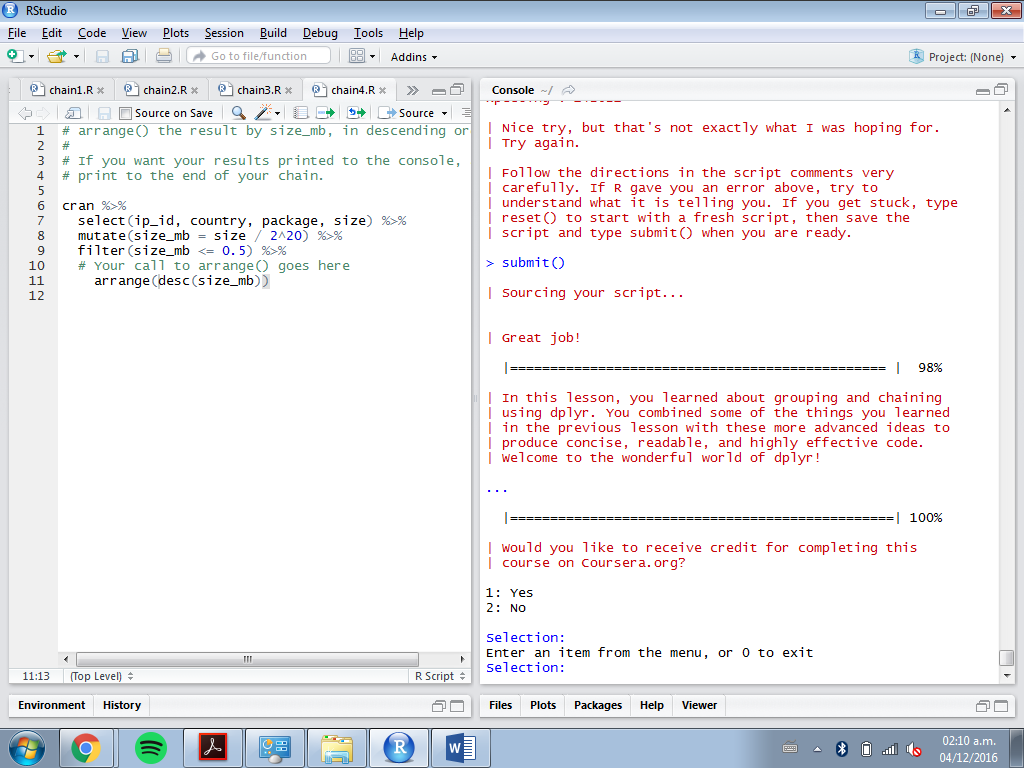 RStudio
File Edit Code View Plots Session Build Debug Tools Help
Go to file/function Addins Project: (None)
chain1.R chain2.R chain3.R chain4.R
Source on Save Source
1 # arrange() the result by size_mb, in descending or
2 #
3 # If you want your results printed to the console,
4 # print to the end of your chain.
5
6 cran %>%
7 select(ip_id, country, package, size) %>%
8 mutate(size_mb = size / 2^20) %>%
9 filter(size_mb <= 0.5) %>%
10 # Your call to arrange() goes here
11 arrange(desc(size_mb))
12
11:13 (Top Level) R Script
Environment History
Console ~/
| Nice try, but that's not exactly what I was hoping for.
| Try again.
| Follow the directions in the script comments very
| carefully. If R gave you an error above, try to
| understand what it is telling you. If you get stuck, type
| reset() to start with a fresh script, then save the
| script and type submit() when you are ready.
> submit()
| Sourcing your script...
| Great job!
|=============================================== | 98%
| In this lesson, you learned about grouping and chaining
| using dplyr. You combined some of the things you learned
| in the previous lesson with these more advanced ideas to
| produce concise, readable, and highly effective code.
| Welcome to the wonderful world of dplyr!
...
|================================================| 100%
| Would you like to receive credit for completing this
| course on Coursera.org?
1: Yes
2: No
Selection:
Enter an item from the menu, or 0 to exit
Selection:
Files Plots Packages Help Viewer
02:10 a.m.
04/12/2016